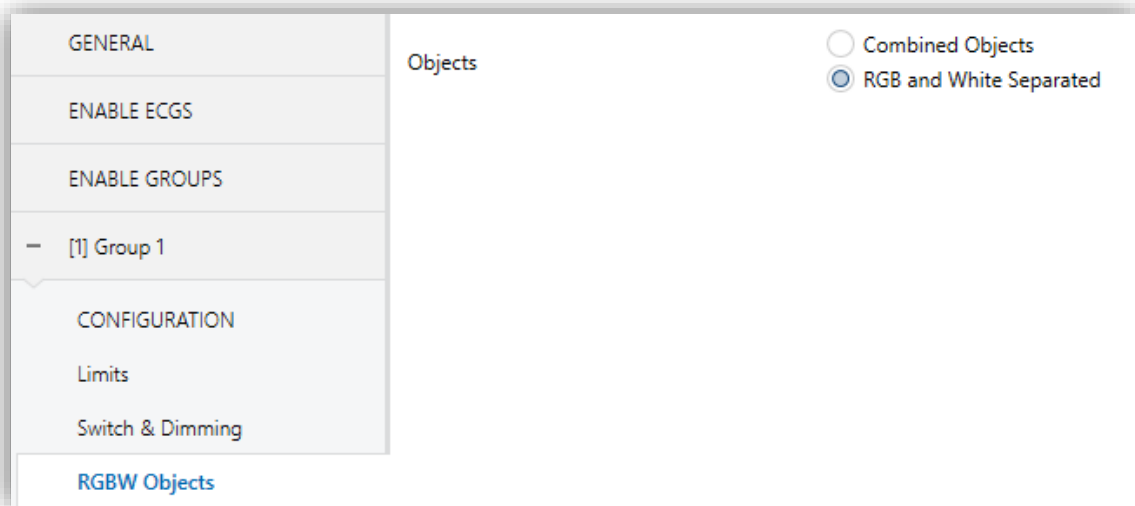 GENERAL
ENABLE ECGS
ENABLE GROUPS
[1] Group 1
CONFIGURATION
Limits
Switch & Dimming
RGBW Objects
Objects
Combined Objects
RGB and White Separated